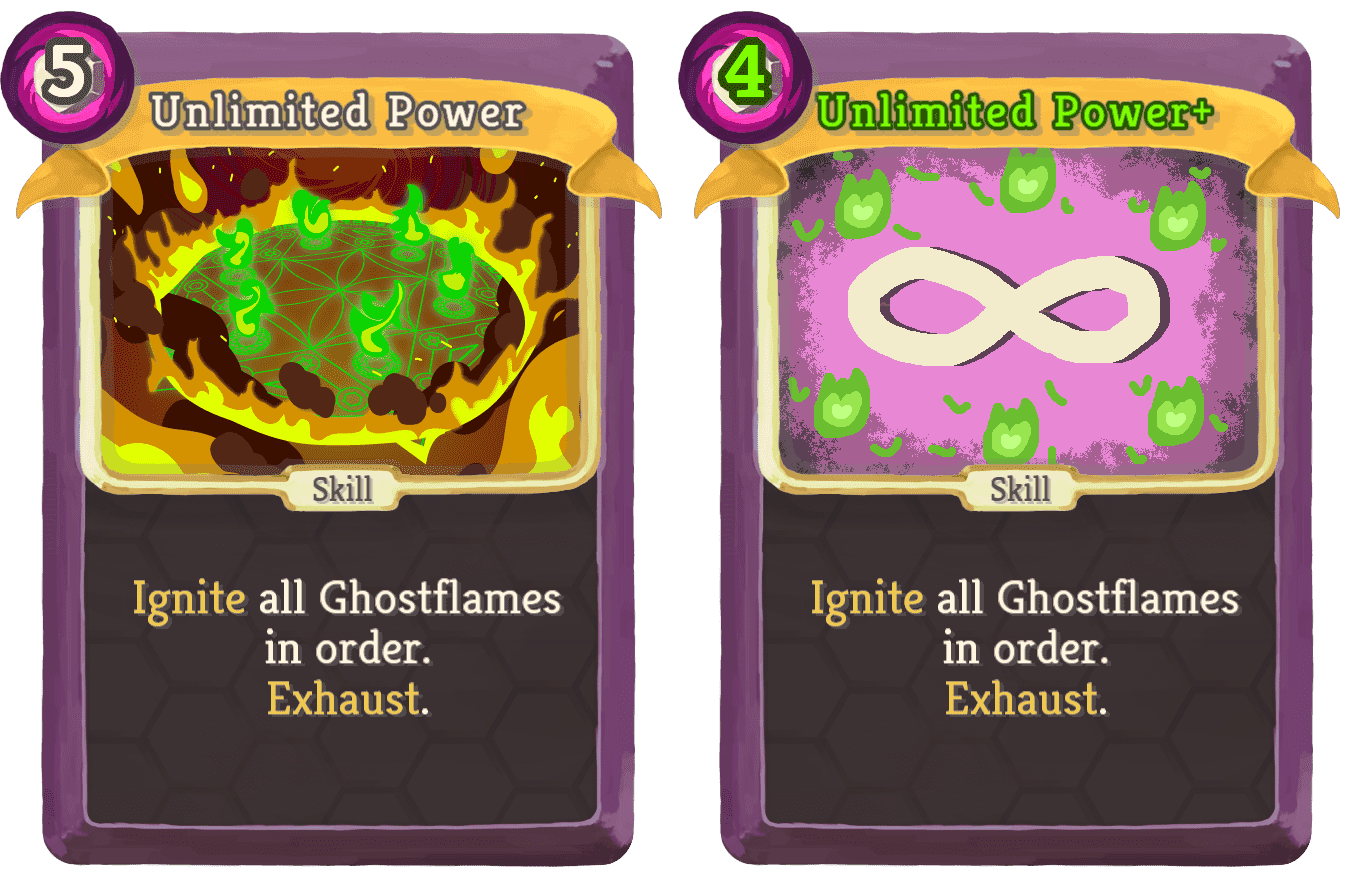 5
Unlimited Power
Skill
Ignite all Ghostflames
in order.
Exhaust.
4
Unlimited Power+
Skill
Ignite all Ghostflames
in order.
Exhaust.